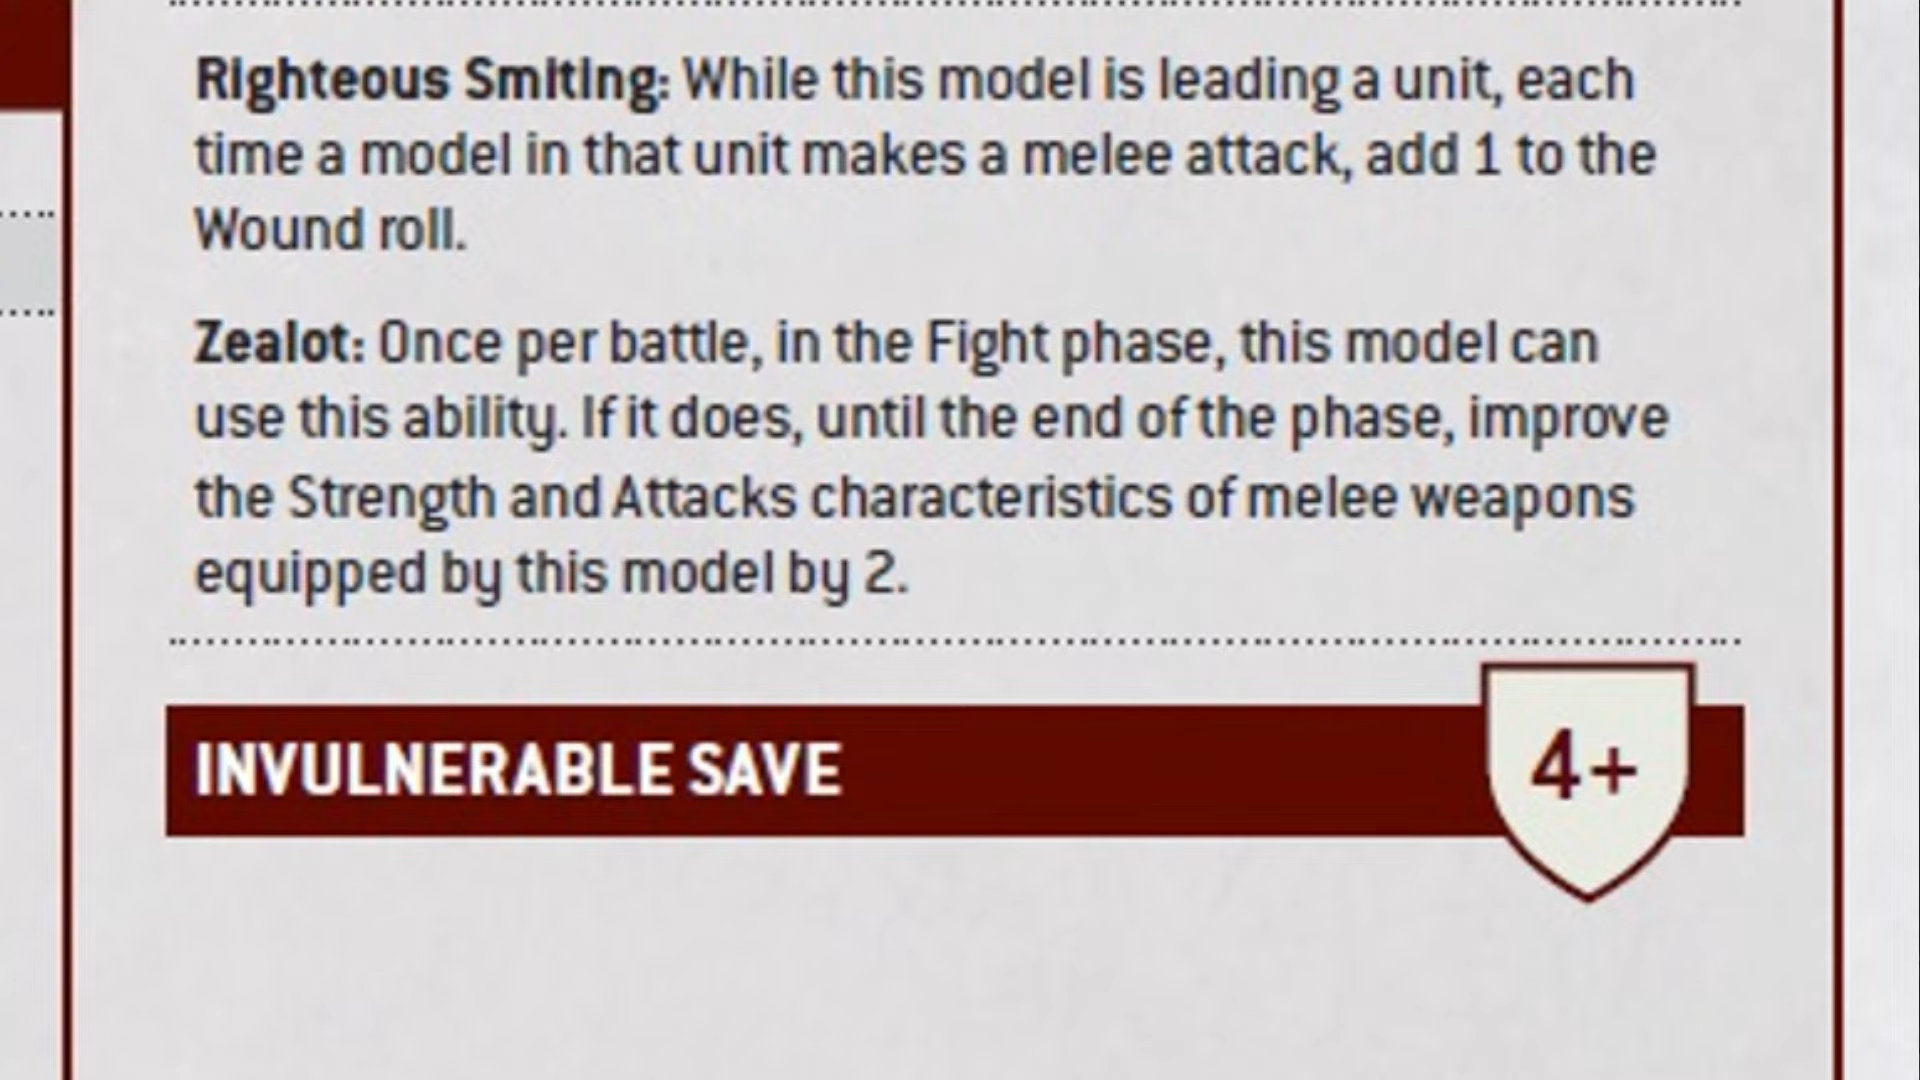 Righteous Smiting: While this model is leading a unit, each
time a model in that unit makes a melee attack, add 1 to the
Wound roll.
Zealot: Once per battle, in the Fight phase, this model can
use this ability. If it does, until the end of the phase, improve
the Strength and Attacks characteristics of melee weapons
equipped by this model by 2.
INVULNERABLE SAVE
4+